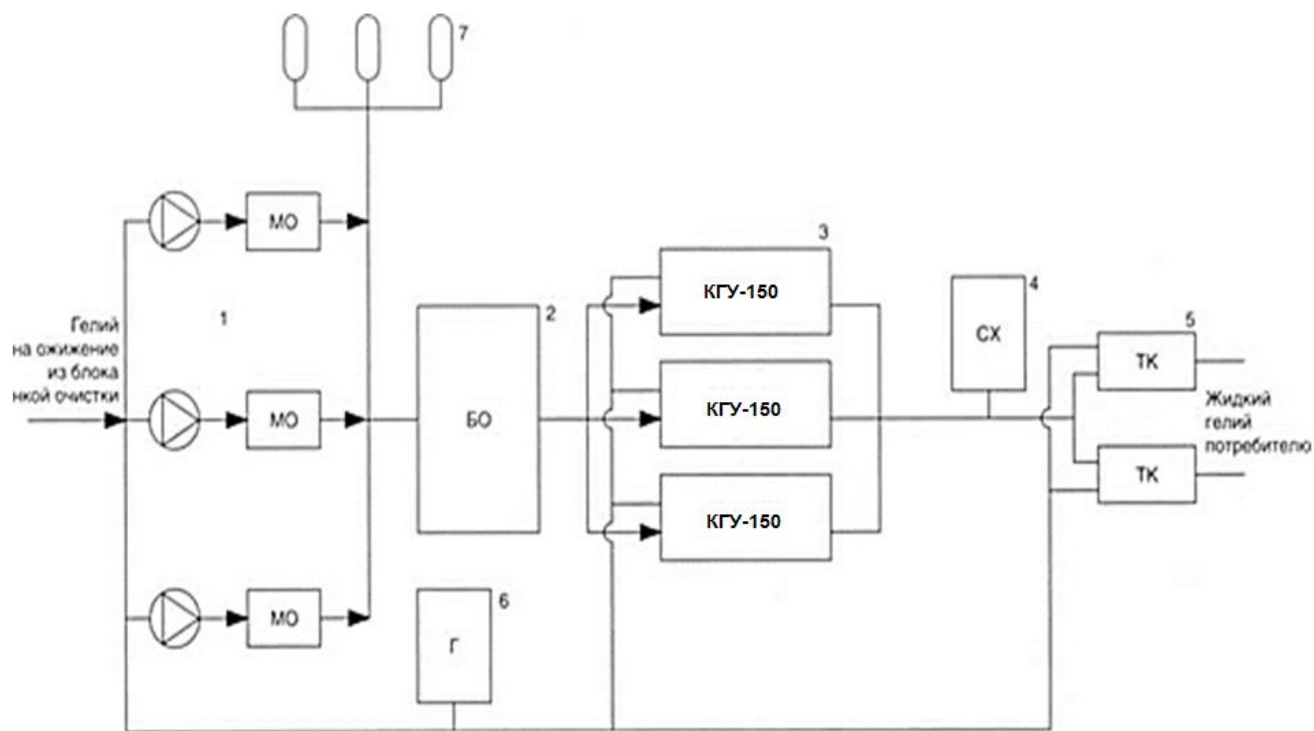 7
МО
3
КГУ-150
4
1
2
Гелий
на ожижение
из блока
нкой очистки
СХ
5
ТК
МО
БО
КГУ-150
Жидкий
гелий
потребителю
ТК
КГУ-150
6
МО
Г